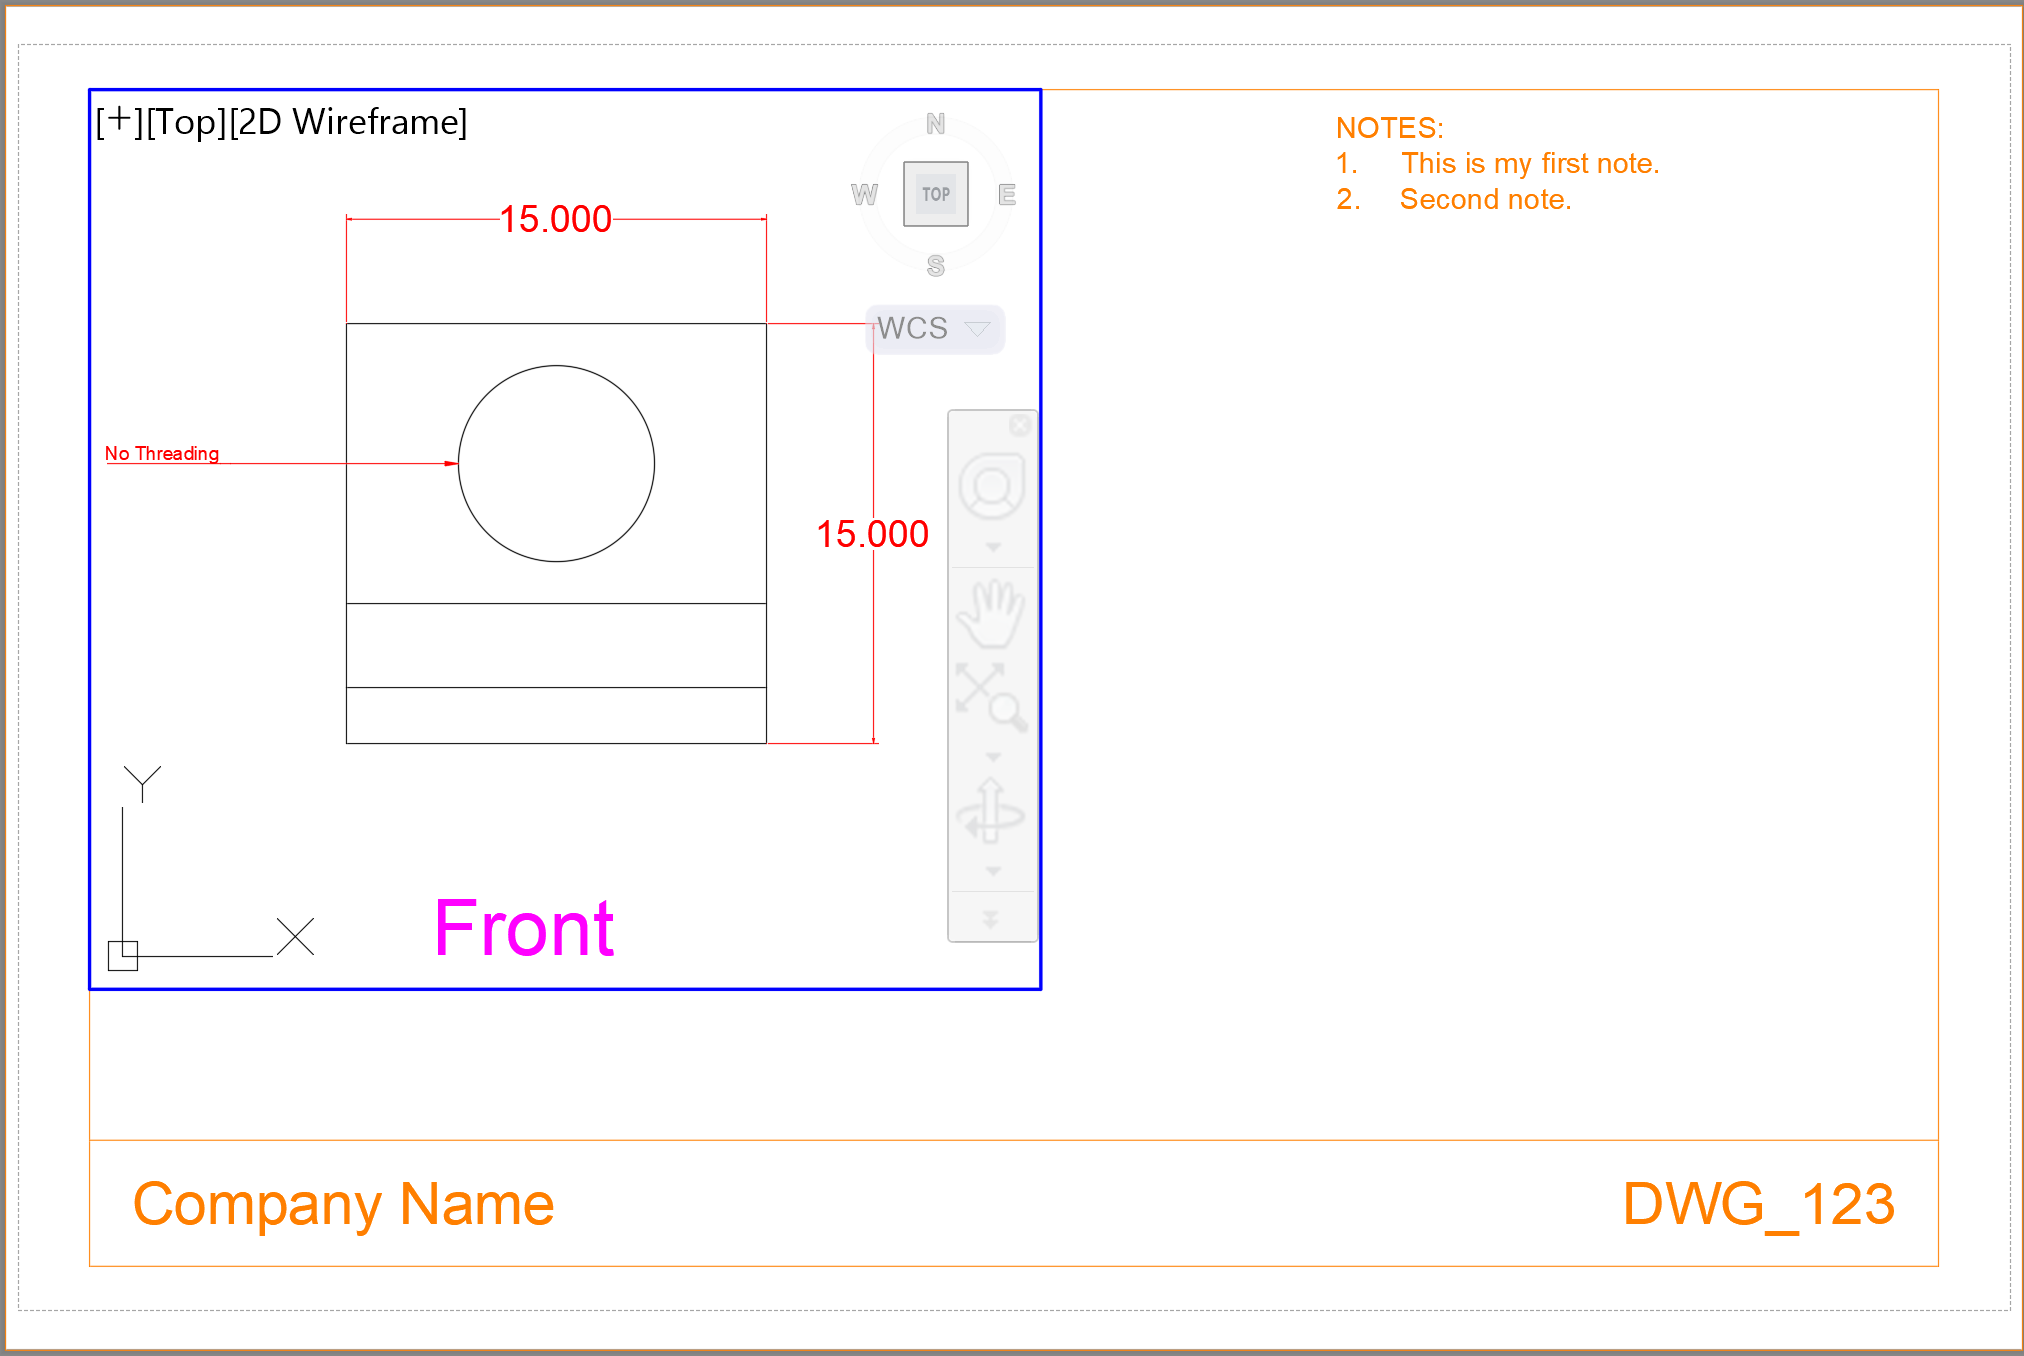 [+][Top][2D Wireframe]
N
W
TOP
E
S
WCS
15.000
No Threading
15.000
Y
X
Front
NOTES:
1. This is my first note.
2. Second note.
Company Name
DWG_123